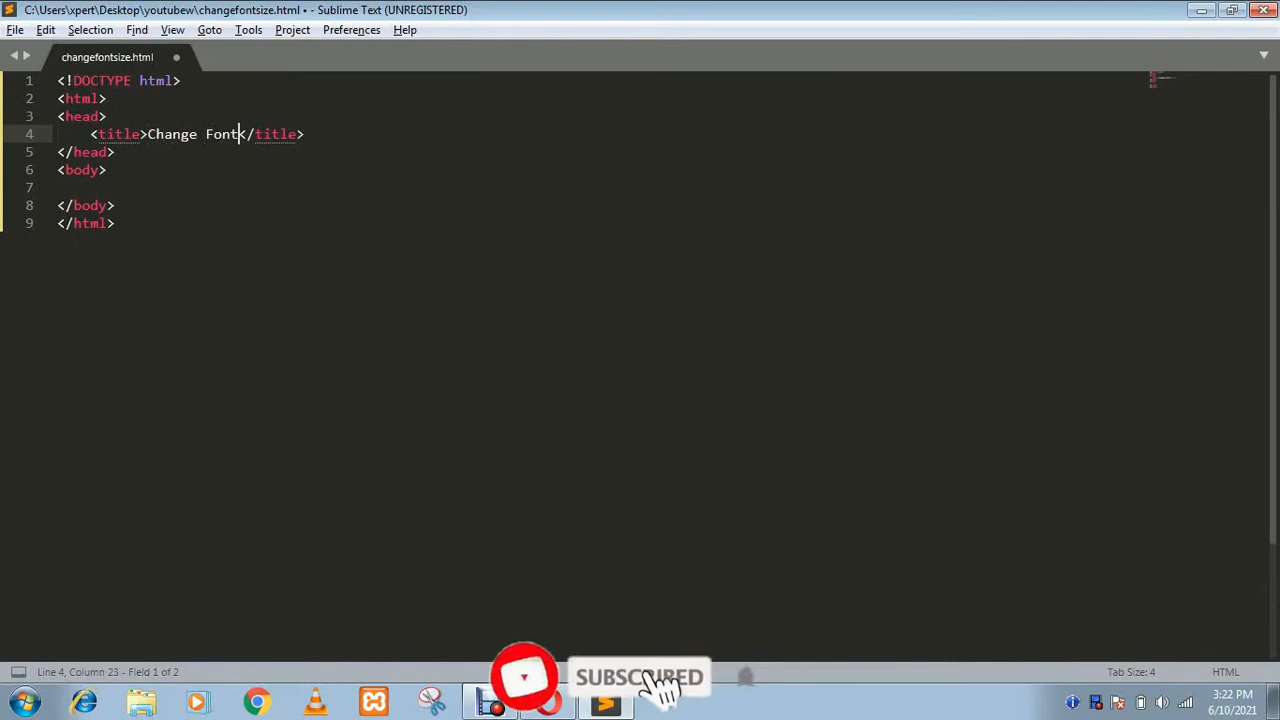 C:\Users\xpert\Desktop\youtubew\changefontsize.html • - Sublime Text (UNREGISTERED)
File Edit Selection Find View Goto Tools Project Preferences Help
changefontsize.html
1 <!DOCTYPE html>
2 <html>
3 <head>
4 <title>Change Font</title>
5 </head>
6 <body>
7
8 </body>
9 </html>
SUBSCRIBED
Line 4, Column 23 - Field 1 of 2
Tab Size: 4
HTML
3:22 PM
6/10/2021